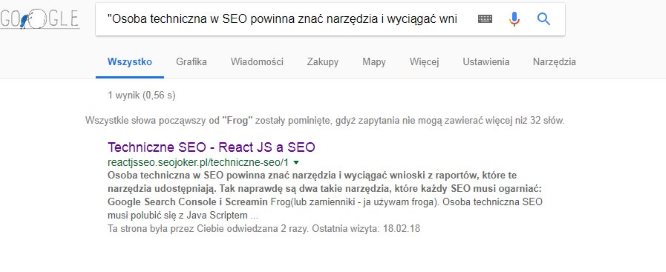 GOOGLE
"Osoba techniczna w SEO powinna znać narzędzia i wyciągać wni
Wszystko Grafika Wiadomości Zakupy Mapy Więcej Ustawienia Narzędzia
1 wynik (0,56 s)
Wszystkie słowa począwszy od "Frog" zostały pominięte, gdyż zapytania nie mogą zawierać więcej niż 32 słów.
Techniczne SEO - React JS a SEO
reactjsseo.seojoker.pl/techniczne-seo/1
Osoba techniczna w SEO powinna znać narzędzia i wyciągać wnioski z raportów, które te
narzędzia udostępniają. Tak naprawdę są dwa takie narzędzia, które każdy SEO musi ogarniać:
Google Search Console i Screamin Frog(lub zamienniki - ja używam froga). Osoba techniczna SEO
musi polubić się z Java Scriptem ...
Ta strona była przez Ciebie odwiedzana 2 razy. Ostatnia wizyta: 18.02.18